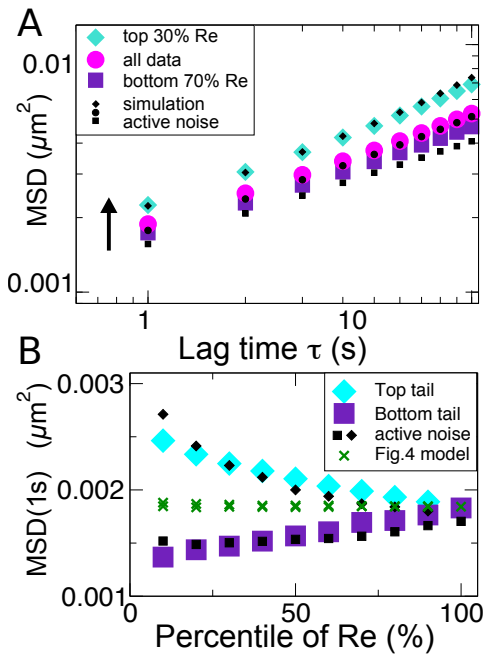 A
top 30% Re
all data
bottom 70% Re
simulation
active noise
0.01
0.001
MSD (μm²)
1
10
Lag time τ (s)
B
Top tail
Bottom tail
active noise
Fig.4 model
0.003
0.002
0.001
MSD(1s) (μm²)
0
50
100
Percentile of Re (%)